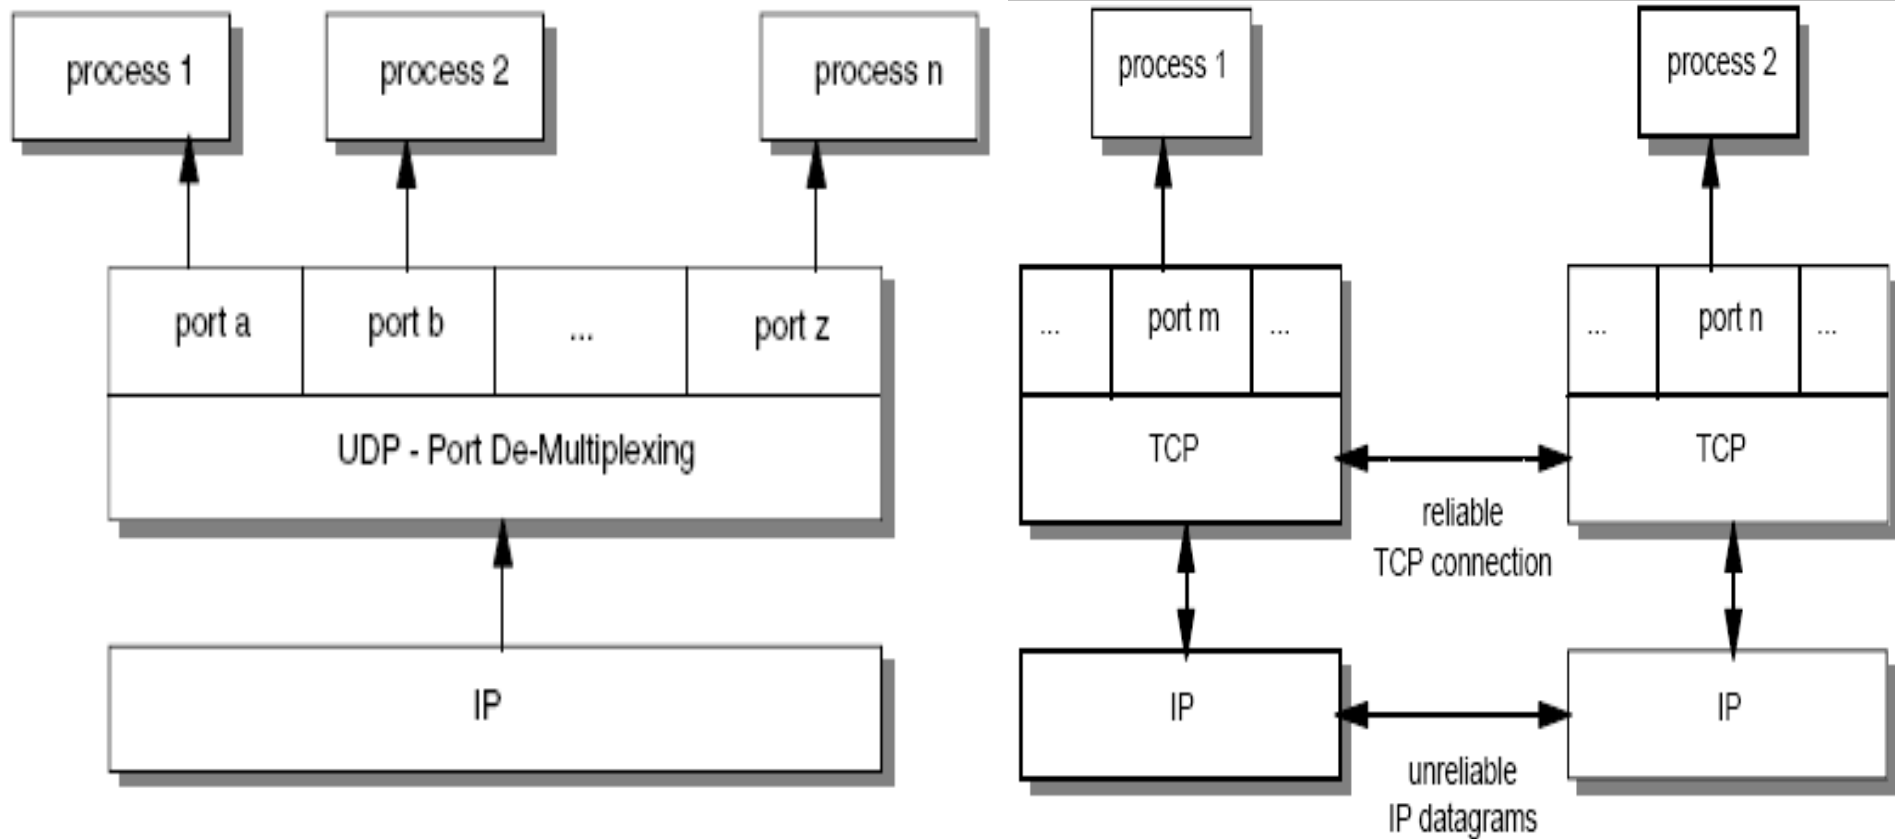 process 1
process 2
process n
port a
port b
...
port z
UDP - Port De-Multiplexing
IP
process 1
process 2
...
port m
...
...
port n
...
TCP
TCP
reliable
TCP connection
IP
IP
unreliable
IP datagrams